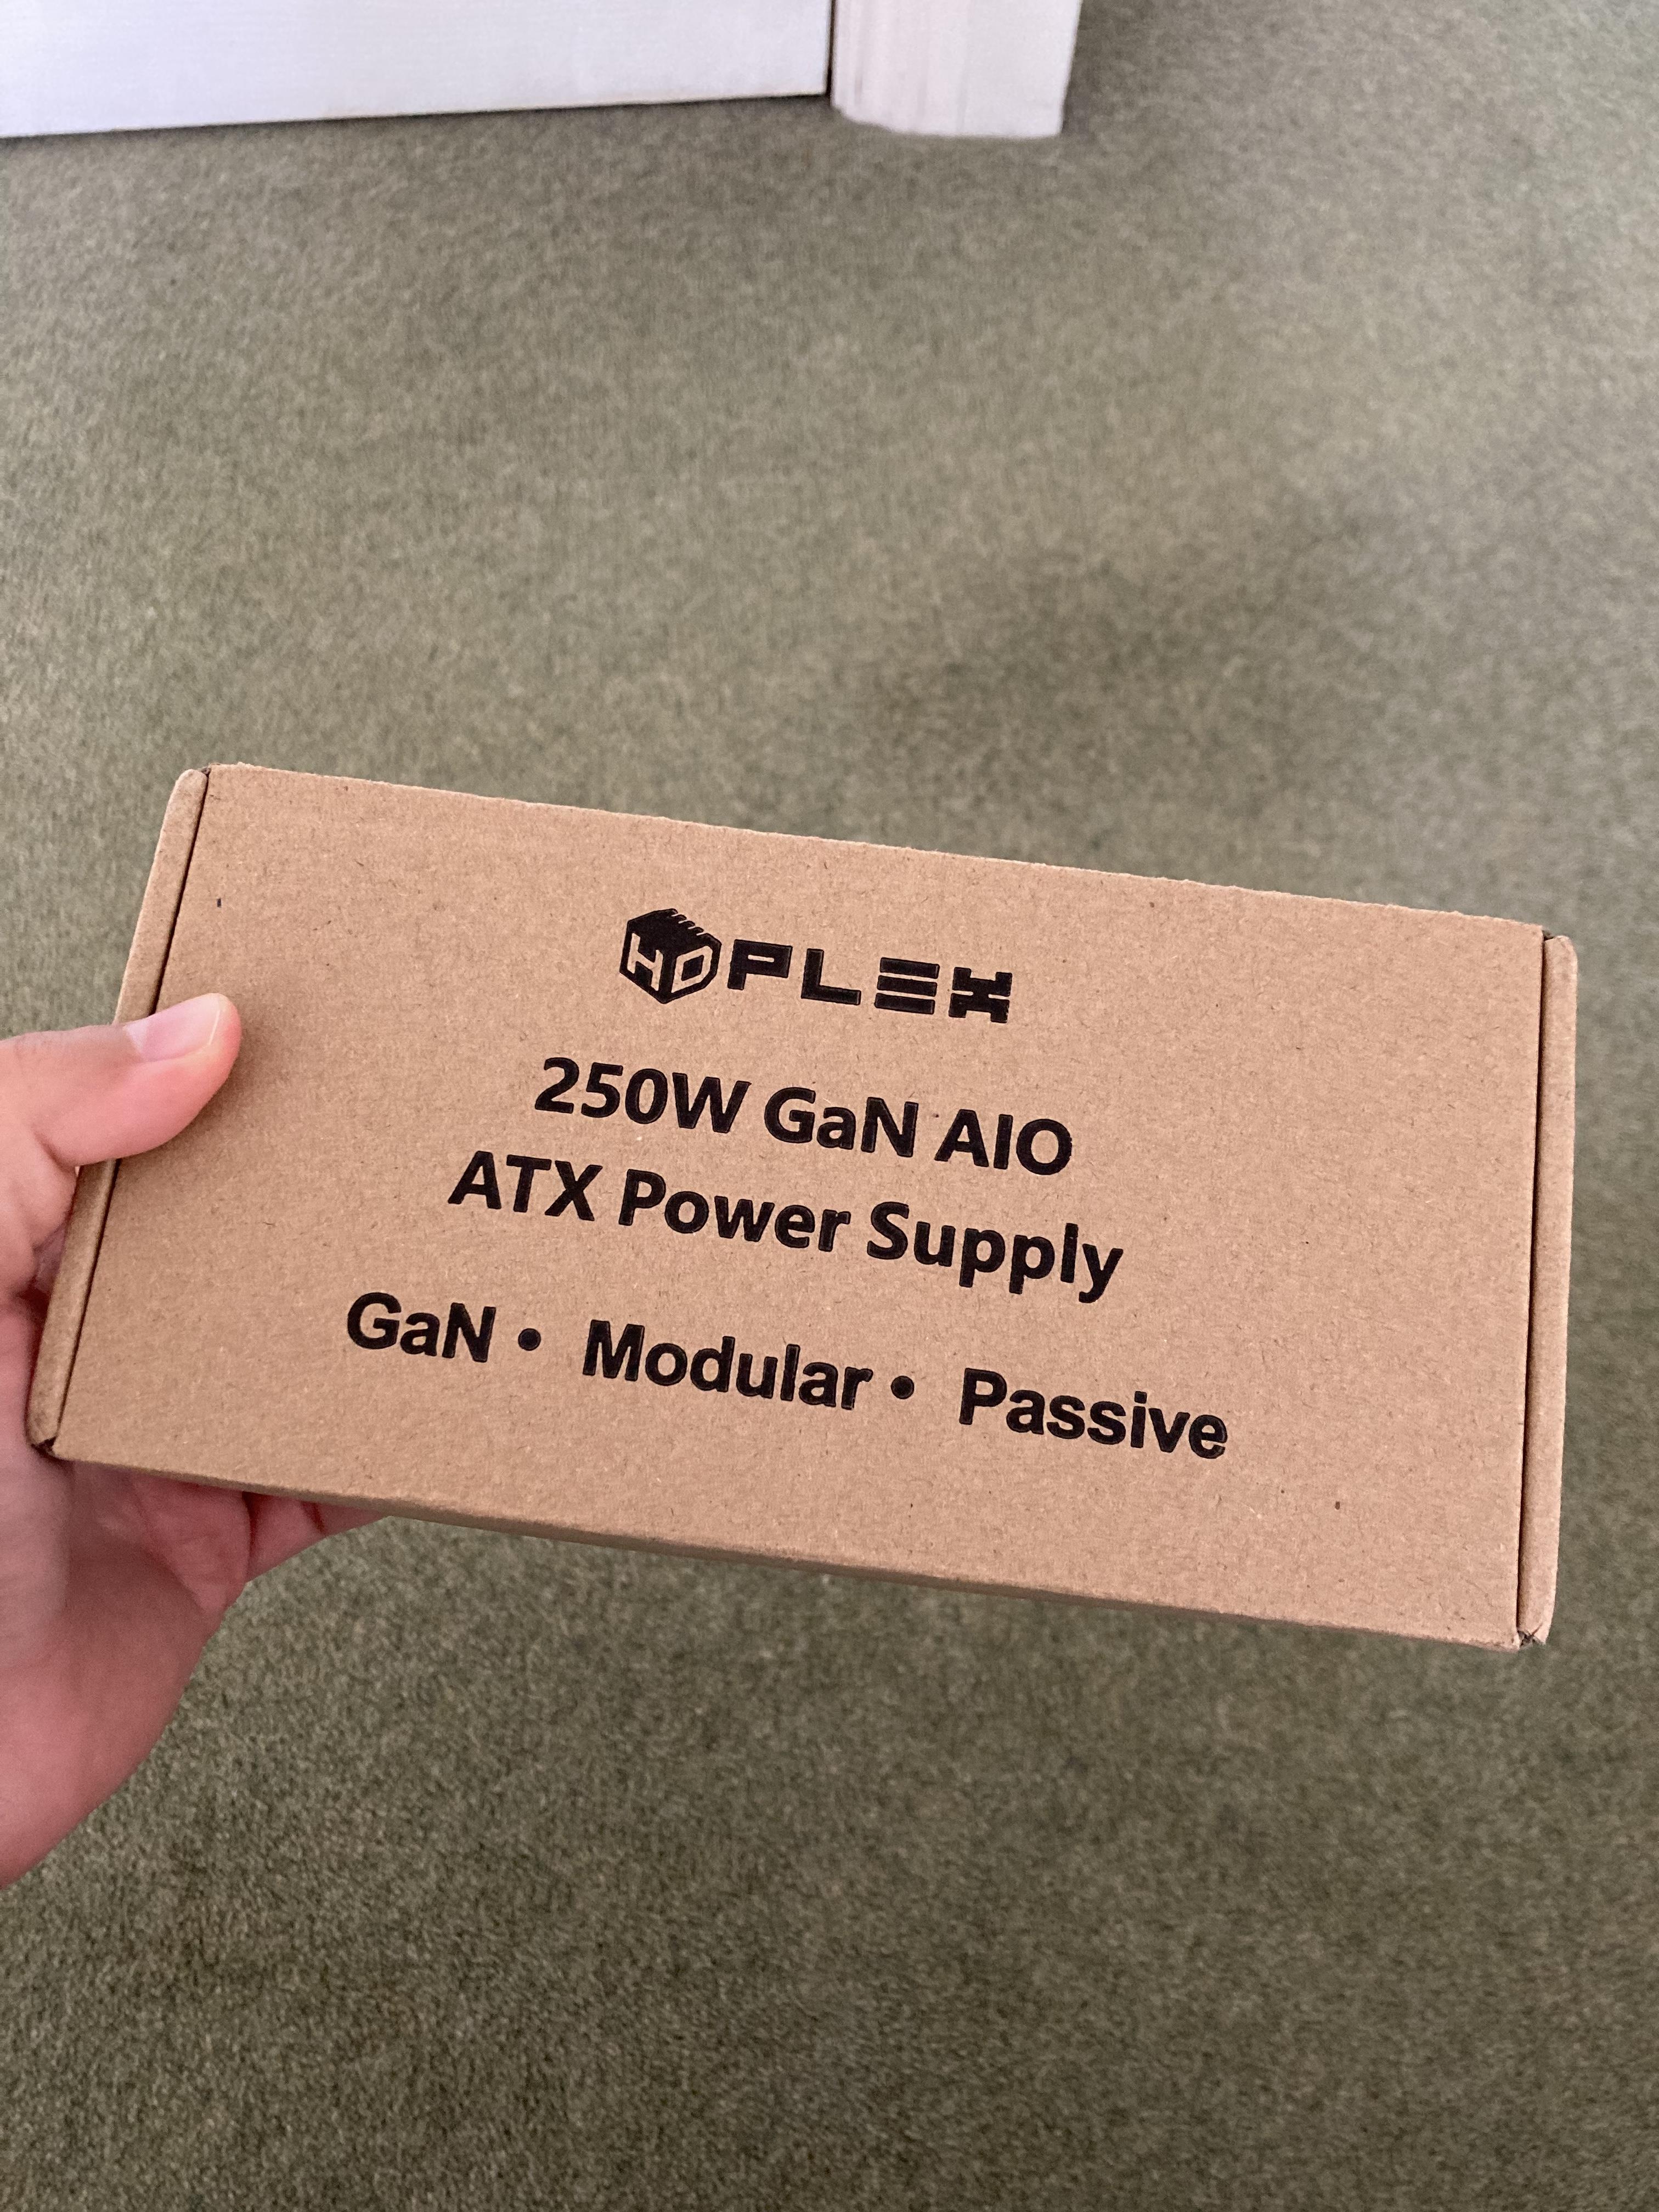 HDPLEX
250W GaN AIO
ATX Power Supply
GaN • Modular • Passive